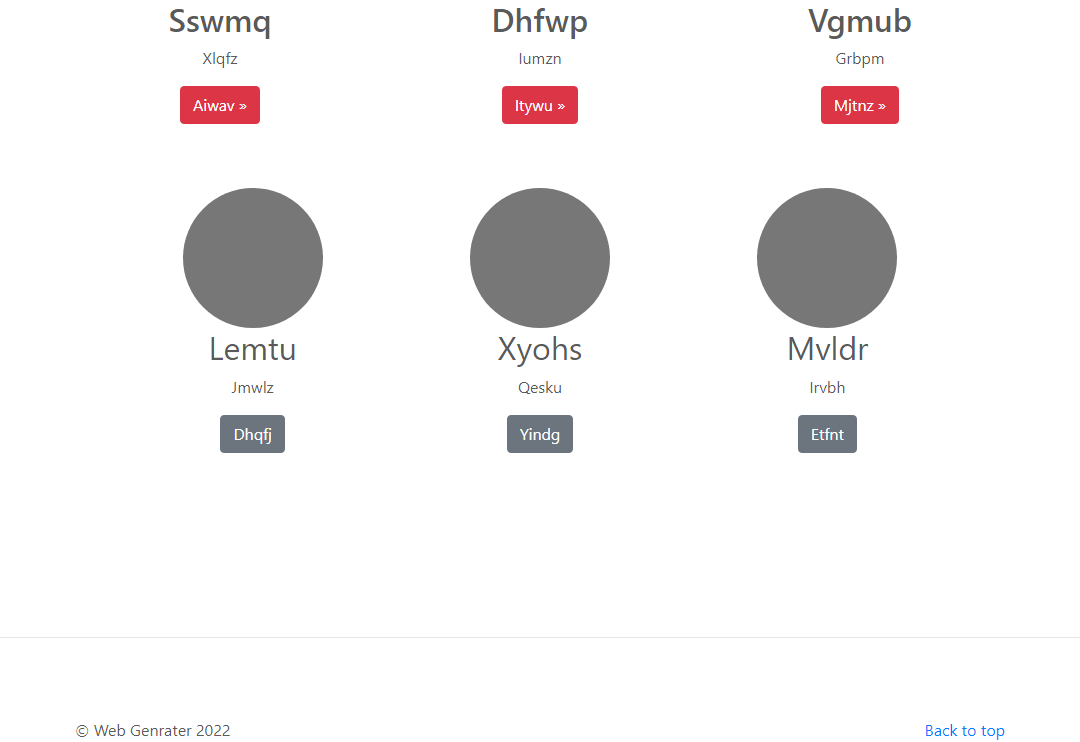 Sswmq
Dhfwp
Vgmub
Xlqfz
Iumzn
Grbpm
Aiwav »
Itywu »
Mjtnz »
Lemtu
Xyohs
Mvldr
Jmwlz
Qesku
Irvbh
Dhqfj
Yindg
Etfnt
© Web Genrater 2022
Back to top